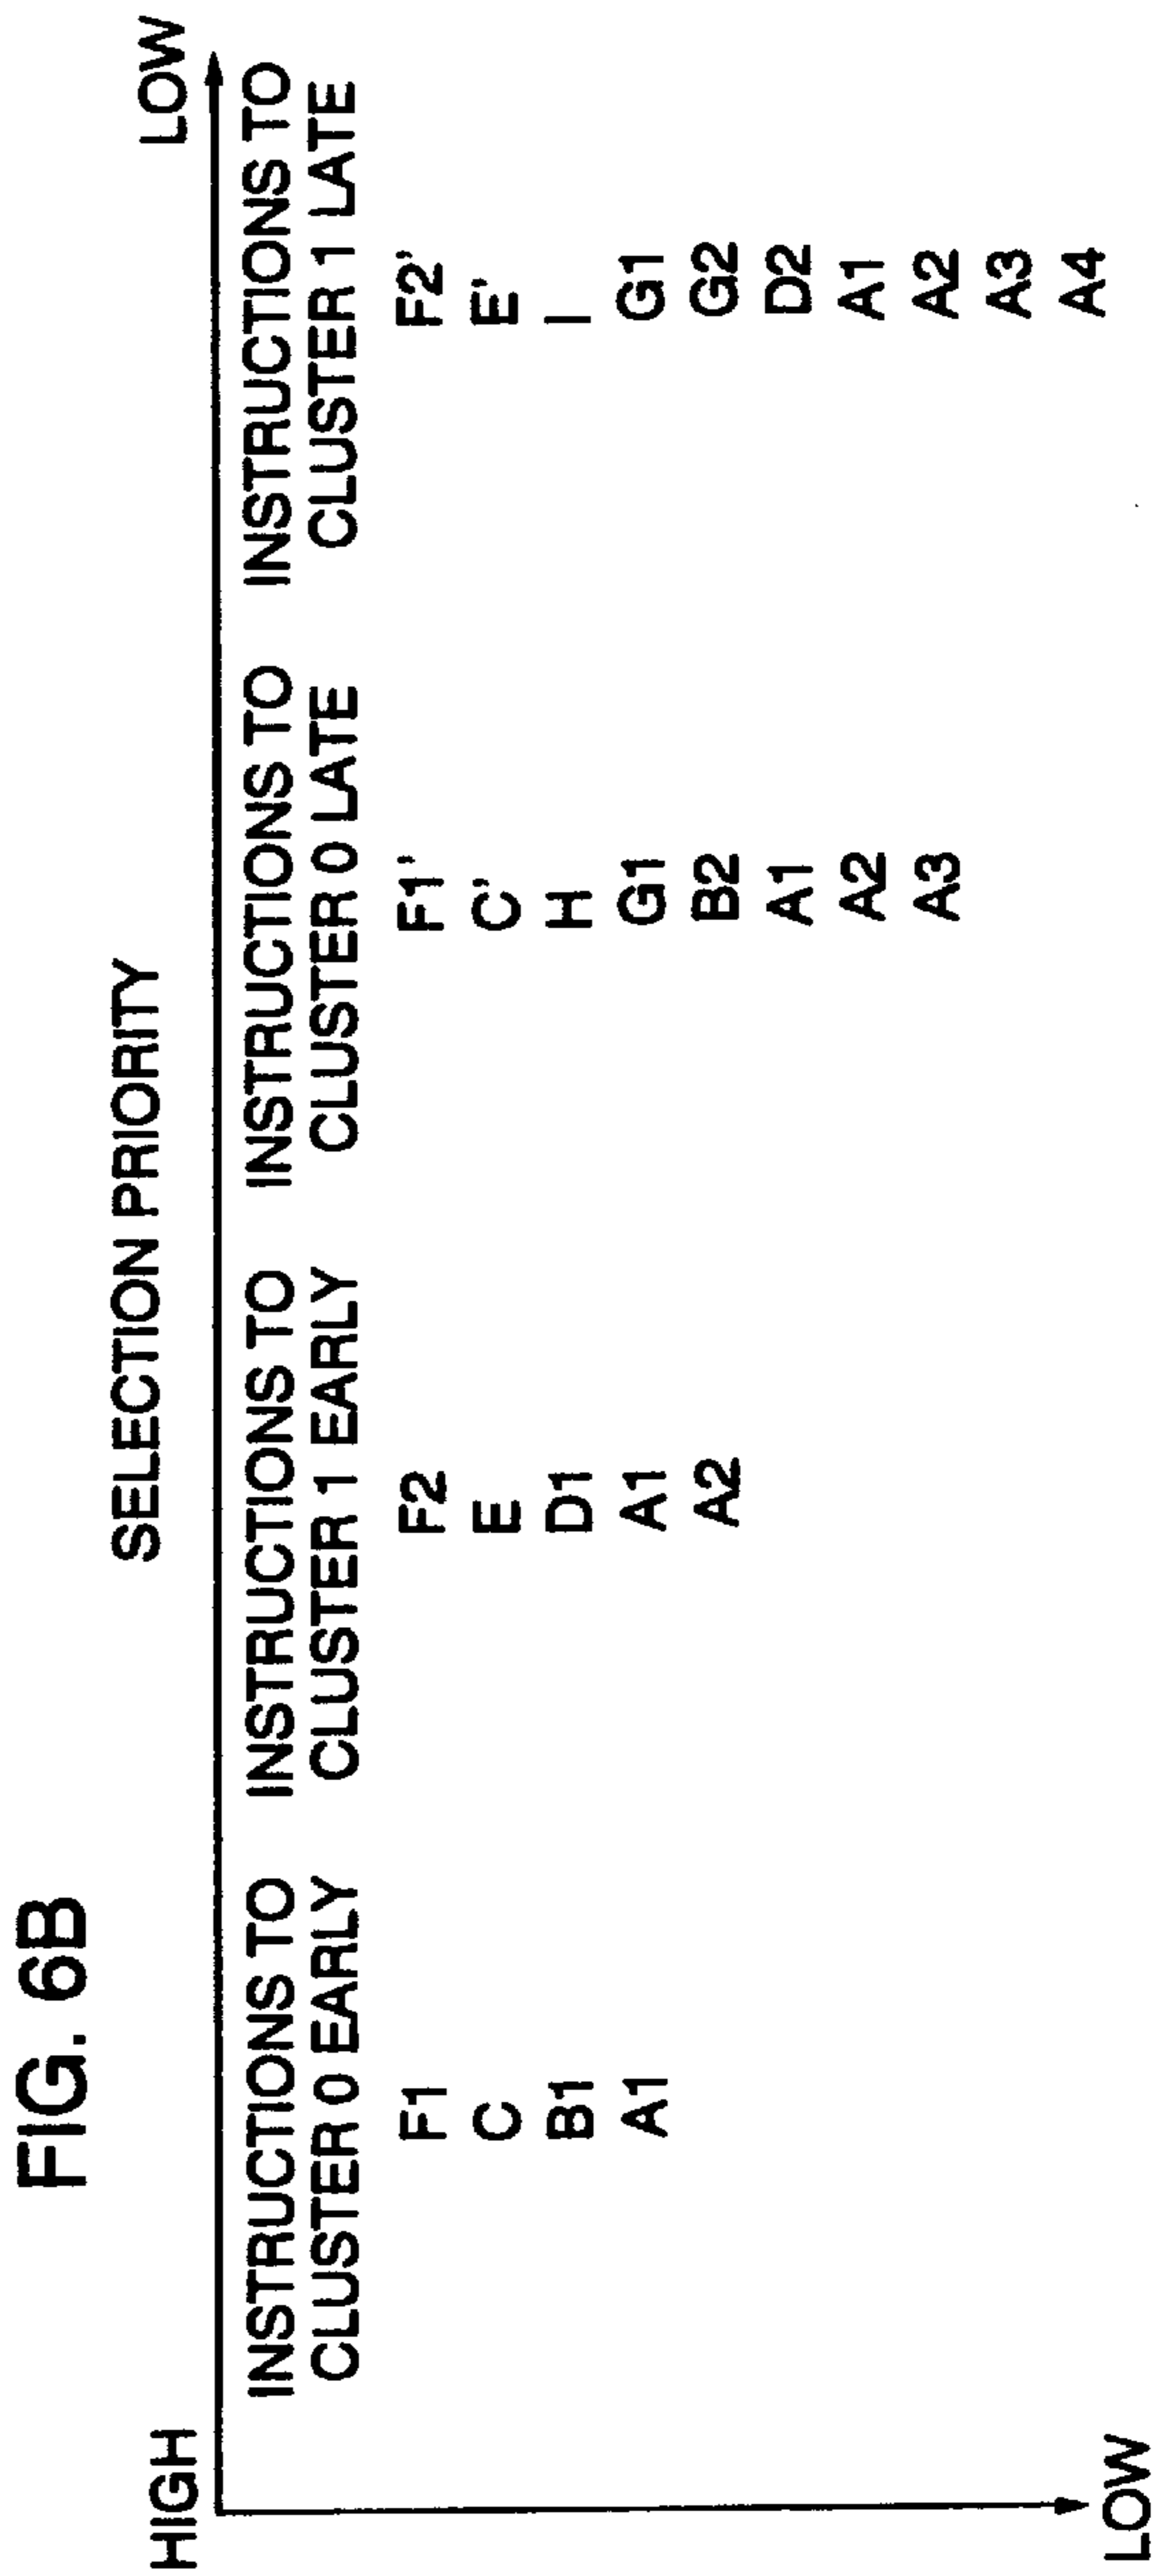 FIG. 6B
SELECTION PRIORITY
HIGH
LOW
INSTRUCTIONS TO
CLUSTER 0 EARLY
F1
C
B1
A1
INSTRUCTIONS TO
CLUSTER 1 EARLY
F2
E
D1
A1
A2
INSTRUCTIONS TO
CLUSTER 0 LATE
F1'
C'
H
G1
B2
A1
A2
A3
INSTRUCTIONS TO
CLUSTER 1 LATE
F2'
E'
I
G1
G2
D2
A1
A2
A3
A4
LOW